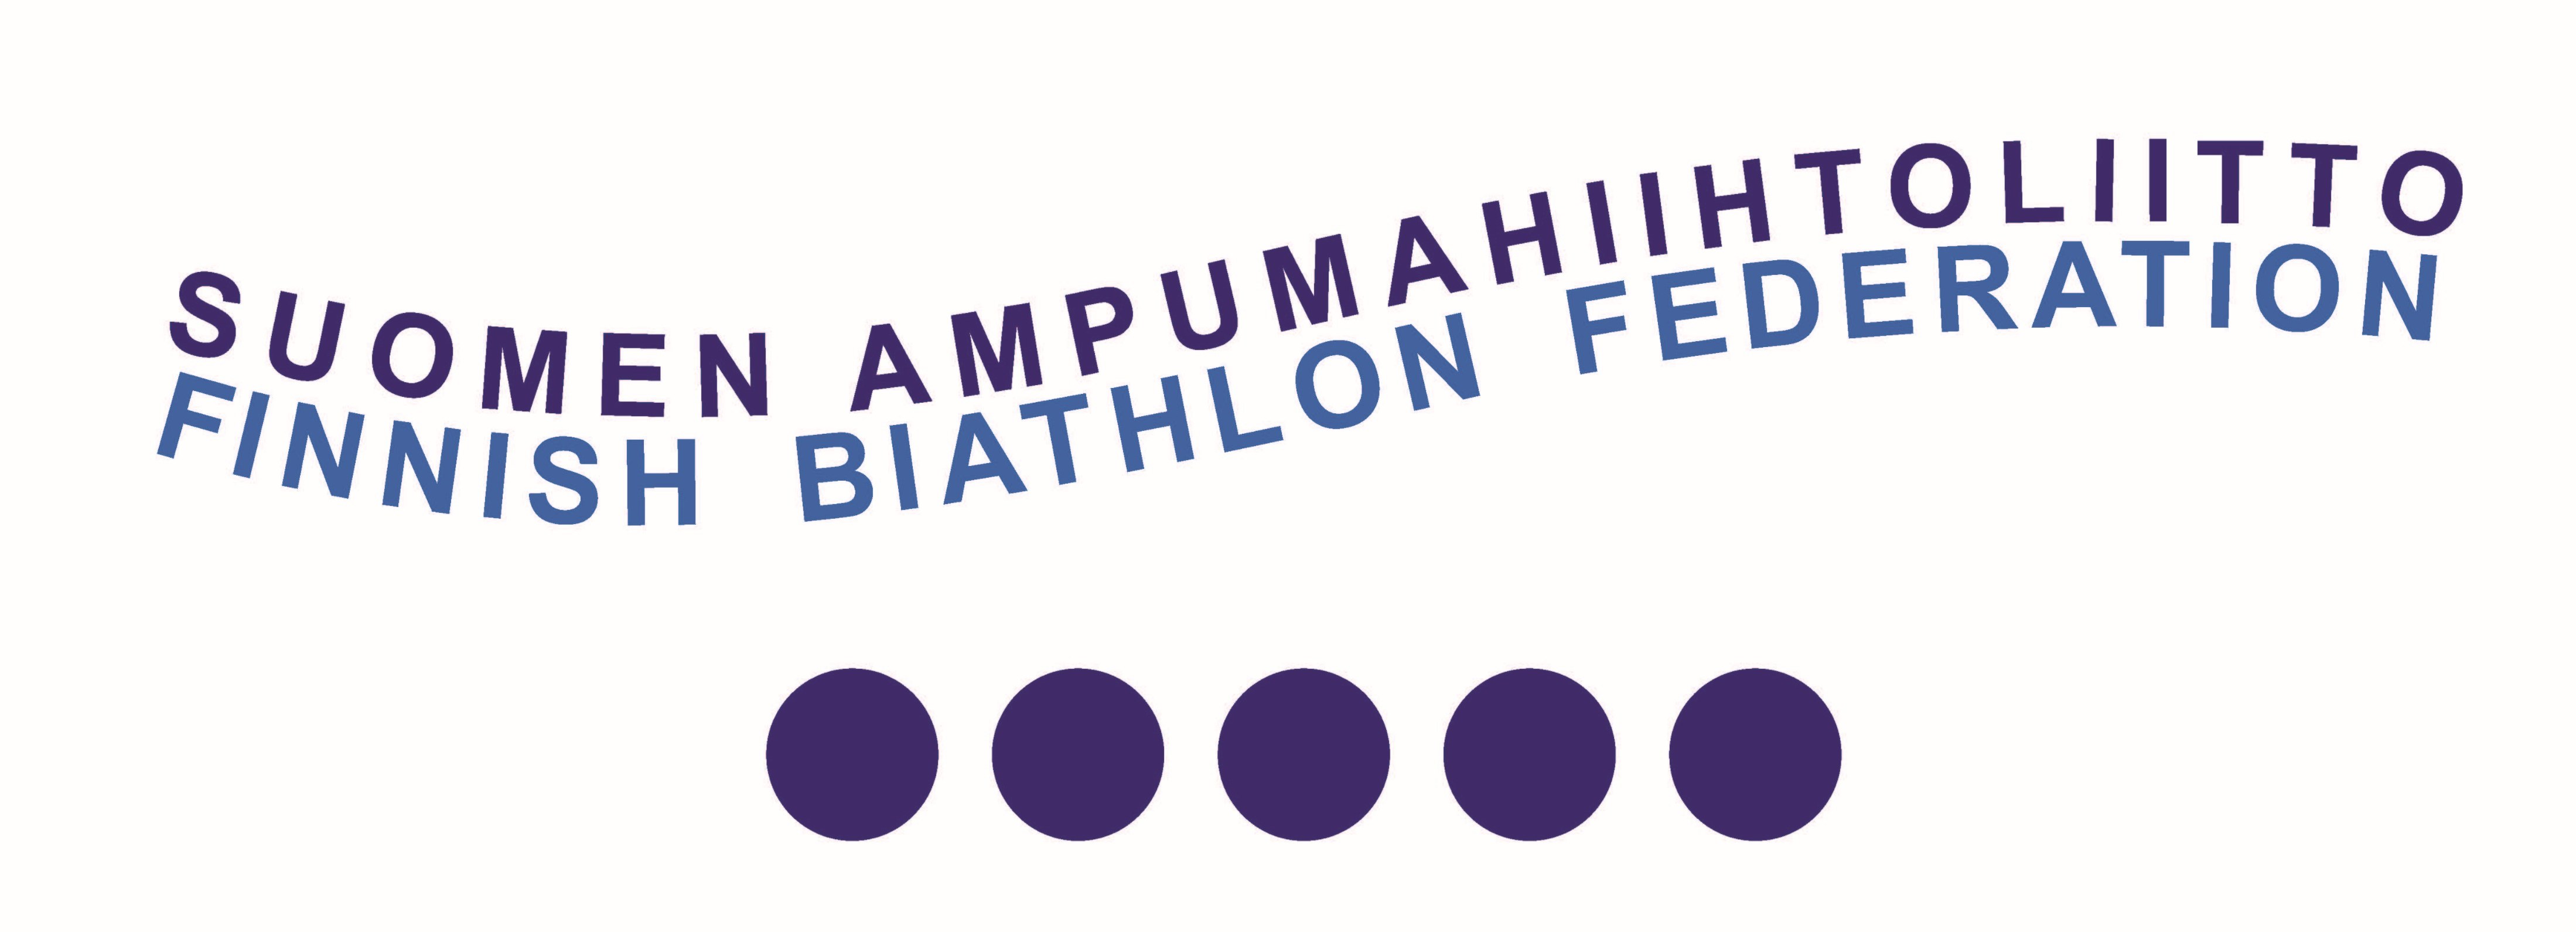 SUOMEN AMPUMAHIIHTOLIITTO
FINNISH BIATHLON FEDERATION